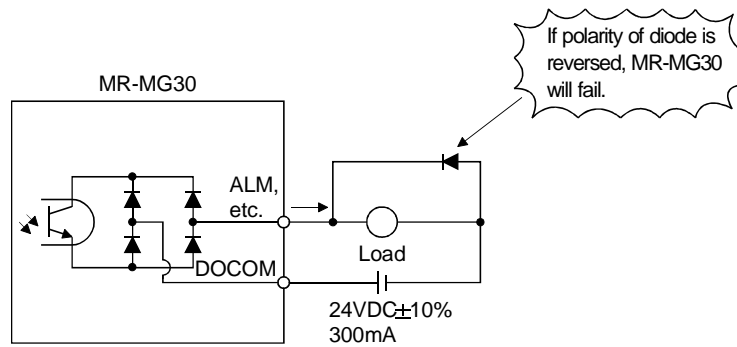 If polarity of diode is
reversed, MR-MG30
will fail.
MR-MG30
ALM,
etc.
DOCOM
Load
24VDC±10%
300mA